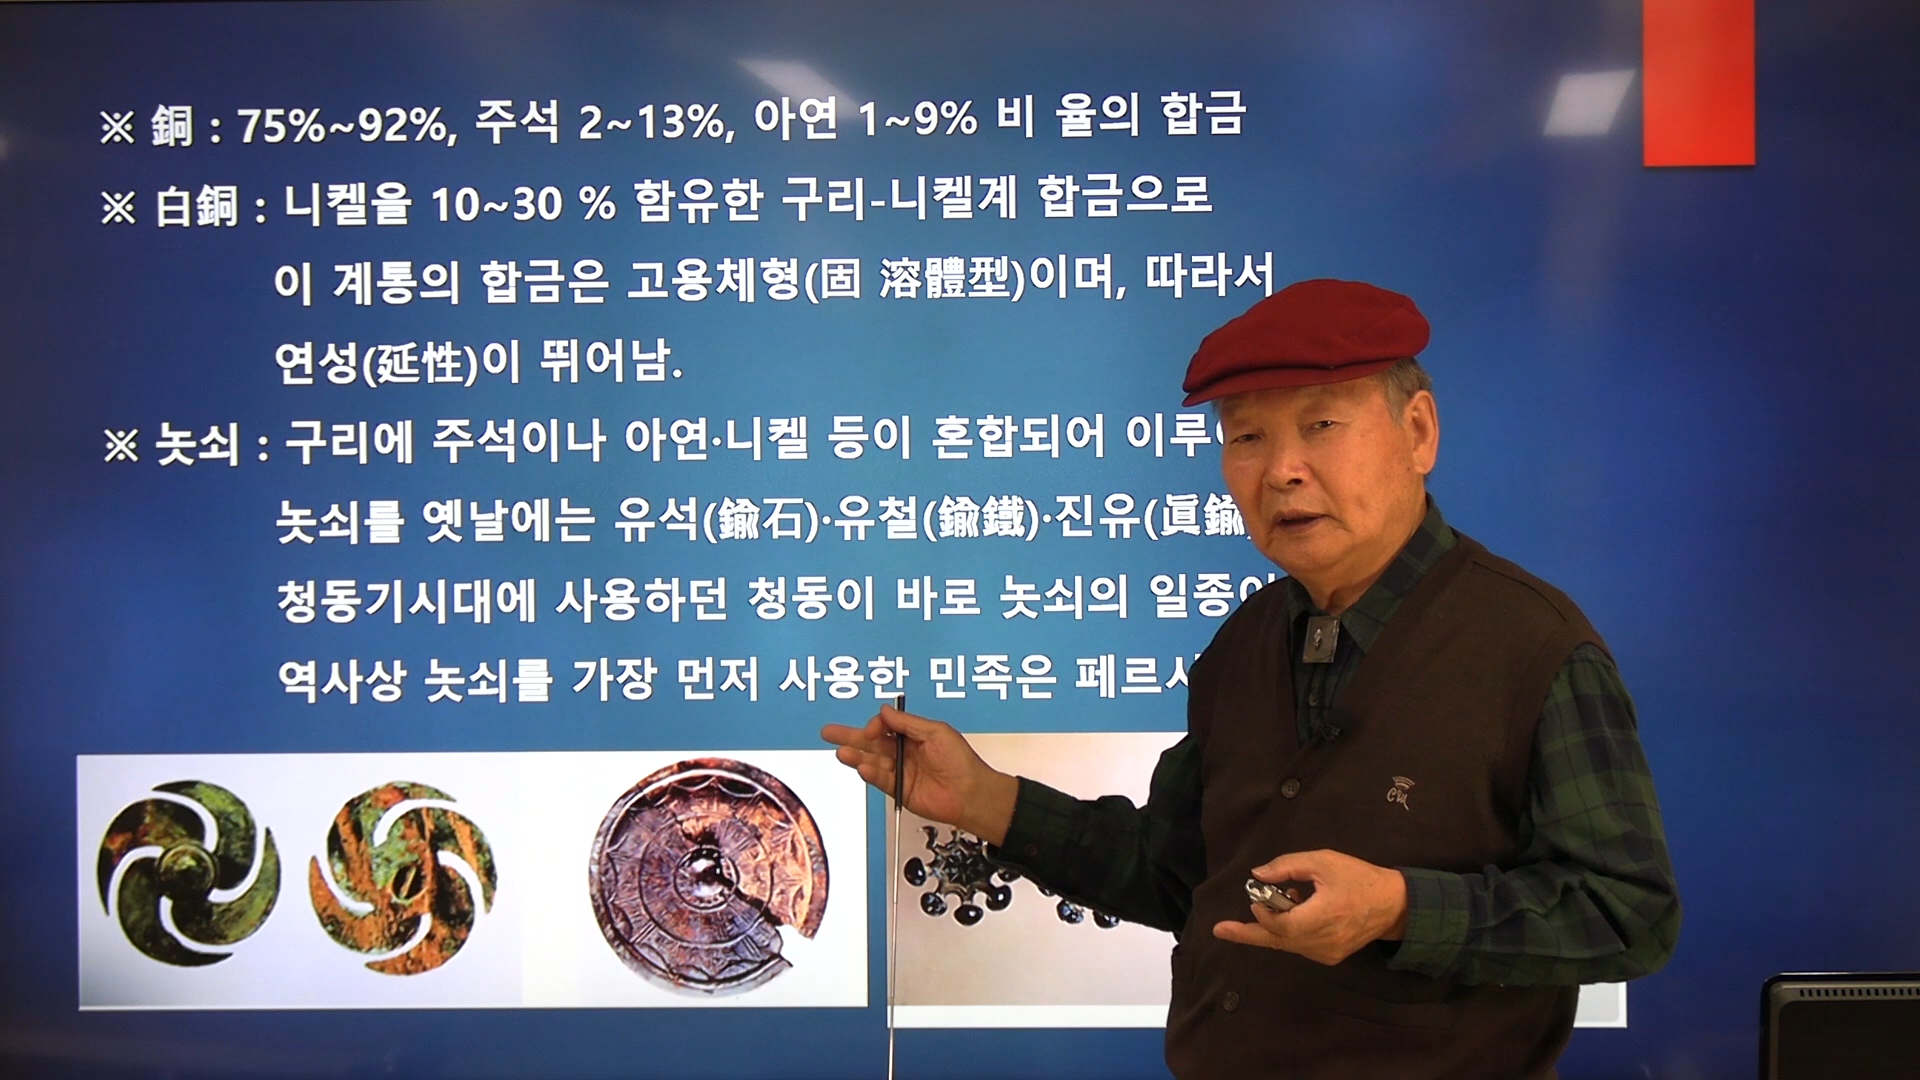 ※ 銅 : 75%~92%, 주석 2~13%, 아연 1~9% 비 율의 합금
※ 白銅 : 니켈을 10~30 % 함유한 구리-니켈계 합금으로
이 계통의 합금은 고용체형(固 溶體型)이며, 따라서
연성(延性)이 뛰어남.
※ 놋쇠 : 구리에 주석이나 아연·니켈 등이 혼합되어
놋쇠를 옛날에는 유석(鍮石)·유철(鍮鐵)·진유(眞鍮)
청동기시대에 사용하던 청동이 바로 놋쇠의
역사상 놋쇠를 가장 먼저 사용한 민족은